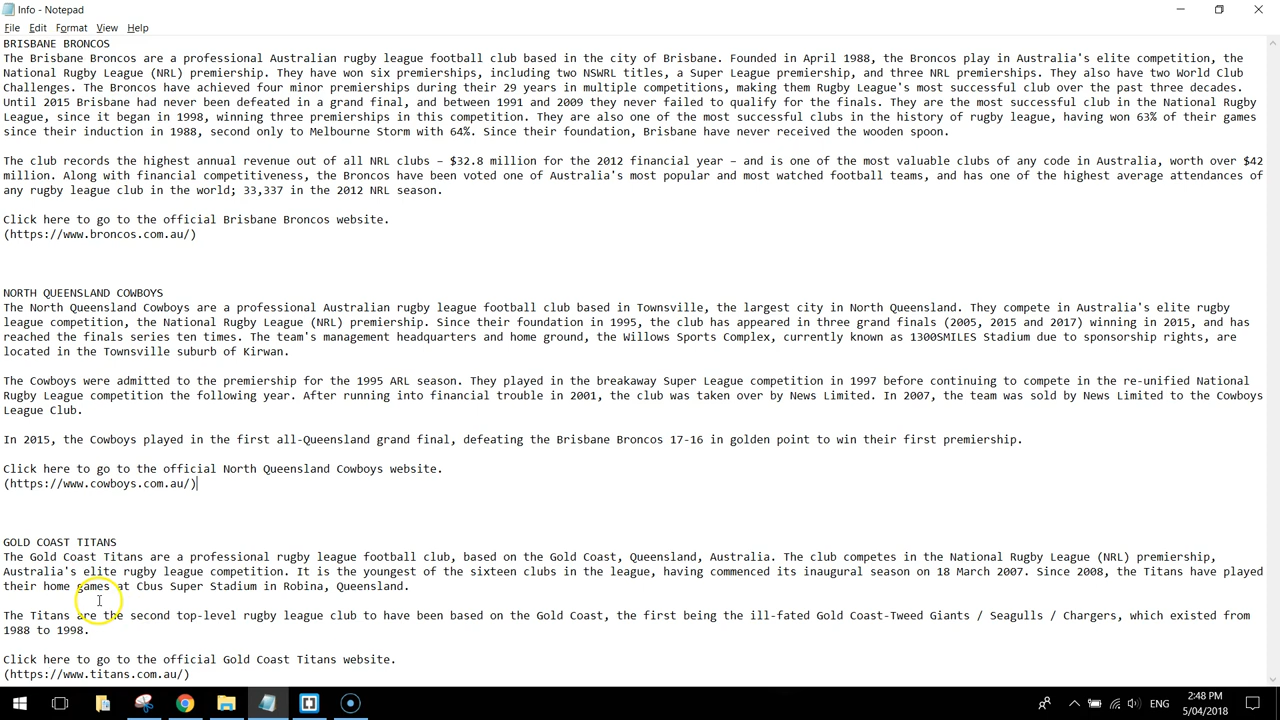 Info - Notepad
File Edit Format View Help
BRISBANE BRONCOS
The Brisbane Broncos are a professional Australian rugby league football club based in the city of Brisbane. Founded in April 1988, the Broncos play in Australia's elite competition, the
National Rugby League (NRL) premiership. They have won six premierships, including two NSWRL titles, a Super League premiership, and three NRL premierships. They also have two World Club
Challenges. The Broncos have achieved four minor premierships during their 29 years in multiple competitions, making them Rugby League's most successful club over the past three decades.
Until 2015 Brisbane had never been defeated in a grand final, and between 1991 and 2009 they never failed to qualify for the finals. They are the most successful club in the National Rugby
League, since it began in 1998, winning three premierships in this competition. They are also one of the most successful clubs in the history of rugby league, having won 63% of their games
since their induction in 1988, second only to Melbourne Storm with 64%. Since their foundation, Brisbane have never received the wooden spoon.
The club records the highest annual revenue out of all NRL clubs – $32.8 million for the 2012 financial year – and is one of the most valuable clubs of any code in Australia, worth over $42
million. Along with financial competitiveness, the Broncos have been voted one of Australia's most popular and most watched football teams, and has one of the highest average attendances of
any rugby league club in the world; 33,337 in the 2012 NRL season.
Click here to go to the official Brisbane Broncos website.
(https://www.broncos.com.au/)
NORTH QUEENSLAND COWBOYS
The North Queensland Cowboys are a professional Australian rugby league football club based in Townsville, the largest city in North Queensland. They compete in Australia's elite rugby
league competition, the National Rugby League (NRL) premiership. Since their foundation in 1995, the club has appeared in three grand finals (2005, 2015 and 2017) winning in 2015, and has
reached the finals series ten times. The team's management headquarters and home ground, the Willows Sports Complex, currently known as 1300SMILES Stadium due to sponsorship rights, are
located in the Townsville suburb of Kirwan.
The Cowboys were admitted to the premiership for the 1995 ARL season. They played in the breakaway Super League competition in 1997 before continuing to compete in the re-unified National
Rugby League competition the following year. After running into financial trouble in 2001, the club was taken over by News Limited. In 2007, the team was sold by News Limited to the Cowboys
League Club.
In 2015, the Cowboys played in the first all-Queensland grand final, defeating the Brisbane Broncos 17-16 in golden point to win their first premiership.
Click here to go to the official North Queensland Cowboys website.
(https://www.cowboys.com.au/)
GOLD COAST TITANS
The Gold Coast Titans are a professional rugby league football club, based on the Gold Coast, Queensland, Australia. The club competes in the National Rugby League (NRL) premiership,
Australia's elite rugby league competition. It is the youngest of the sixteen clubs in the league, having commenced its inaugural season on 18 March 2007. Since 2008, the Titans have played
their home games at Cbus Super Stadium in Robina, Queensland.
The Titans are the second top-level rugby league club to have been based on the Gold Coast, the first being the ill-fated Gold Coast-Tweed Giants / Seagulls / Chargers, which existed from
1988 to 1998.
Click here to go to the official Gold Coast Titans website.
(https://www.titans.com.au/)
ENG
2:48 PM
5/04/2018